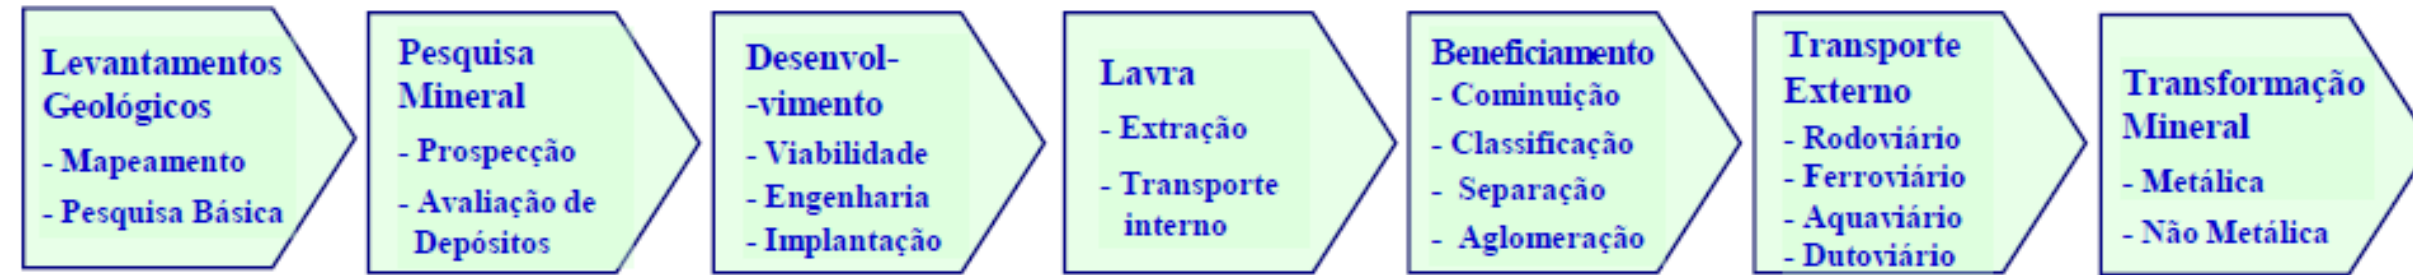 Levantamentos
Geológicos
- Mapeamento
- Pesquisa Básica
Pesquisa
Mineral
- Prospecção
- Avaliação de
Depósitos
Desenvol-
-vimento
- Viabilidade
- Engenharia
- Implantação
Lavra
- Extração
- Transporte
interno
Beneficiamento
- Cominuição
- Classificação
- Separação
- Aglomeração
Transporte
Externo
- Rodoviário
- Ferroviário
- Aquaviário
- Dutoviário
Transformação
Mineral
- Metálica
- Não Metálica